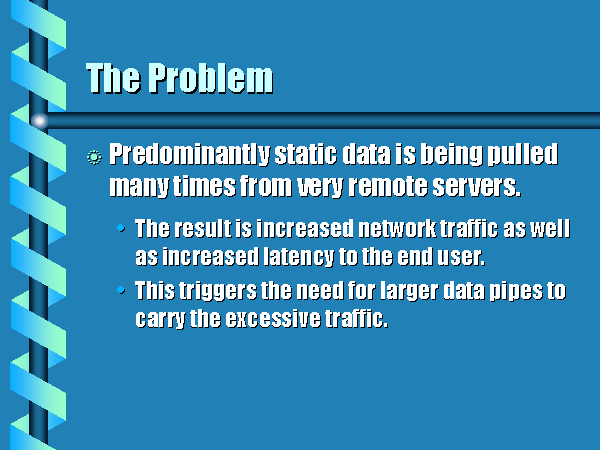 The Problem
Predominantly static data is being pulled
many times from very remote servers.
The result is increased network traffic as well
as increased latency to the end user.
This triggers the need for larger data pipes to
carry the excessive traffic.